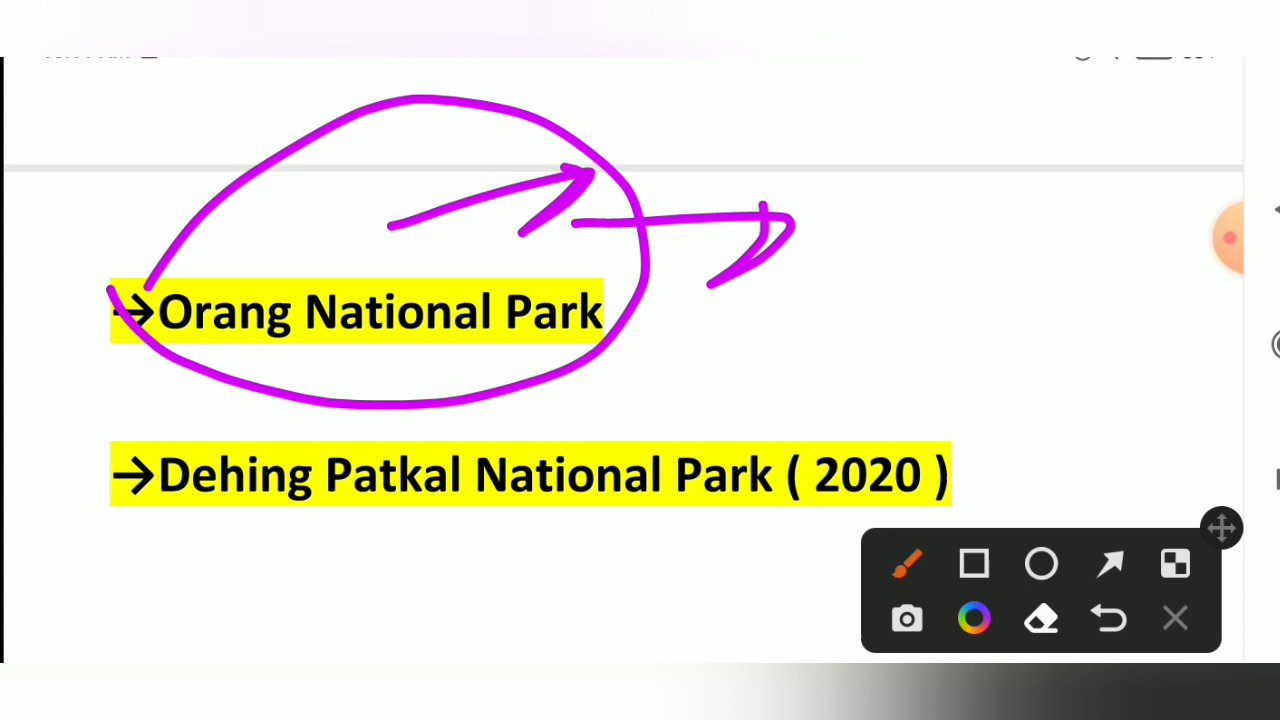 →Orang National Park
→Dehing Patkal National Park ( 2020 )